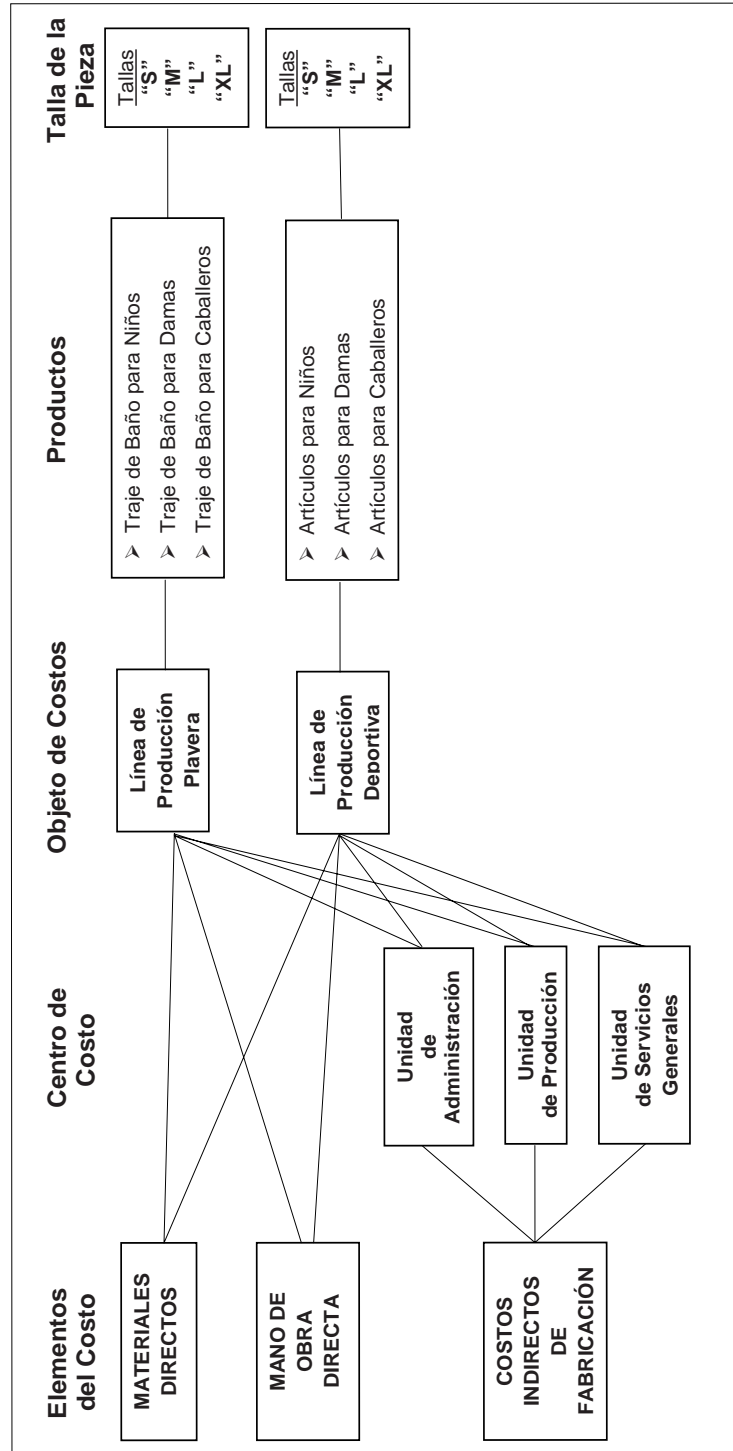 Elementos
del Costo
Centro de
Costo
Objeto de Costos
Productos
Talla de la
Pieza
MATERIALES
DIRECTOS
MANO DE
OBRA
DIRECTA
COSTOS
INDIRECTOS
DE
FABRICACIÓN
Unidad
de
Administración
Unidad
de Producción
Unidad
de Servicios
Generales
Línea de
Producción
Plavera
Línea de
Producción
Deportiva
➢ Traje de Baño para Niños
➢ Traje de Baño para Damas
➢ Traje de Baño para Caballeros
➢ Artículos para Niños
➢ Artículos para Damas
➢ Artículos para Caballeros
Tallas
“S”
“M”
“L”
“XL”
Tallas
“S”
“M”
“L”
“XL”